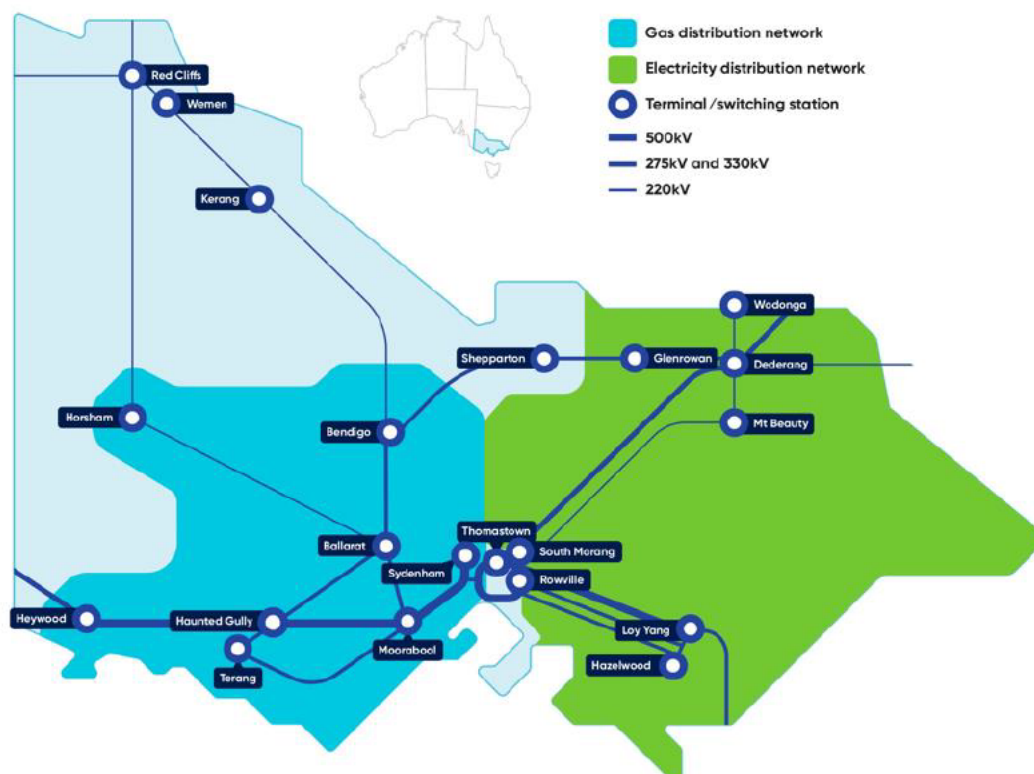 Gas distribution network
Electricity distribution network
Terminal /switching station
500kV
275kV and 330kV
220kV
Red Cliffs
Wemen
Kerang
Wodonga
Shepparton
Glenrowan
Dederang
Horsham
Bendigo
Mt Beauty
Thomastown
Ballarat
South Morang
Sydenham
Rowville
Heywood
Haunted Gully
Loy Yang
Moorabool
Hazelwood
Terang